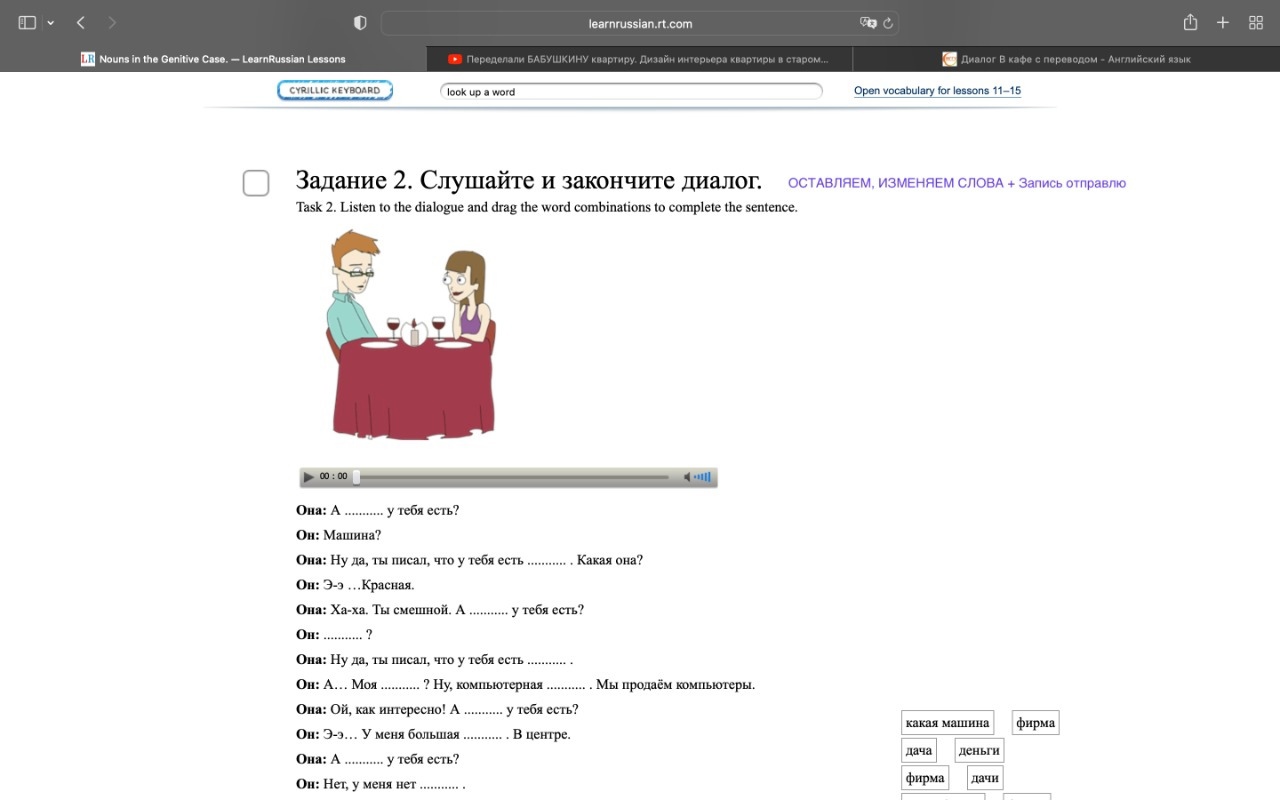 learnrussian.rt.com
LR Nouns in the Genitive Case. — LearnRussian Lessons
Переделали БАБУШКИНУ квартиру. Дизайн интерьера квартиры в старом...
Диалог В кафе с переводом - Английский язык
CYRILLIC KEYBOARD
look up a word
Open vocabulary for lessons 11–15
Задание 2. Слушайте и закончите диалог.
ОСТАВЛЯЕМ, ИЗМЕНЯЕМ СЛОВА + Запись отправлю
Task 2. Listen to the dialogue and drag the word combinations to complete the sentence.
00 : 00
Она: А ........... у тебя есть?
Он: Машина?
Она: Ну да, ты писал, что у тебя есть ........... . Какая она?
Он: Э-э …Красная.
Она: Ха-ха. Ты смешной. А ........... у тебя есть?
Он: ........... ?
Она: Ну да, ты писал, что у тебя есть ........... .
Он: А… Моя ........... ? Ну, компьютерная ........... . Мы продаём компьютеры.
Она: Ой, как интересно! А ........... у тебя есть?
Он: Э-э… У меня большая ........... . В центре.
Она: А ........... у тебя есть?
Он: Нет, у меня нет ........... .
какая машина фирма
дача деньги
фирма дачи